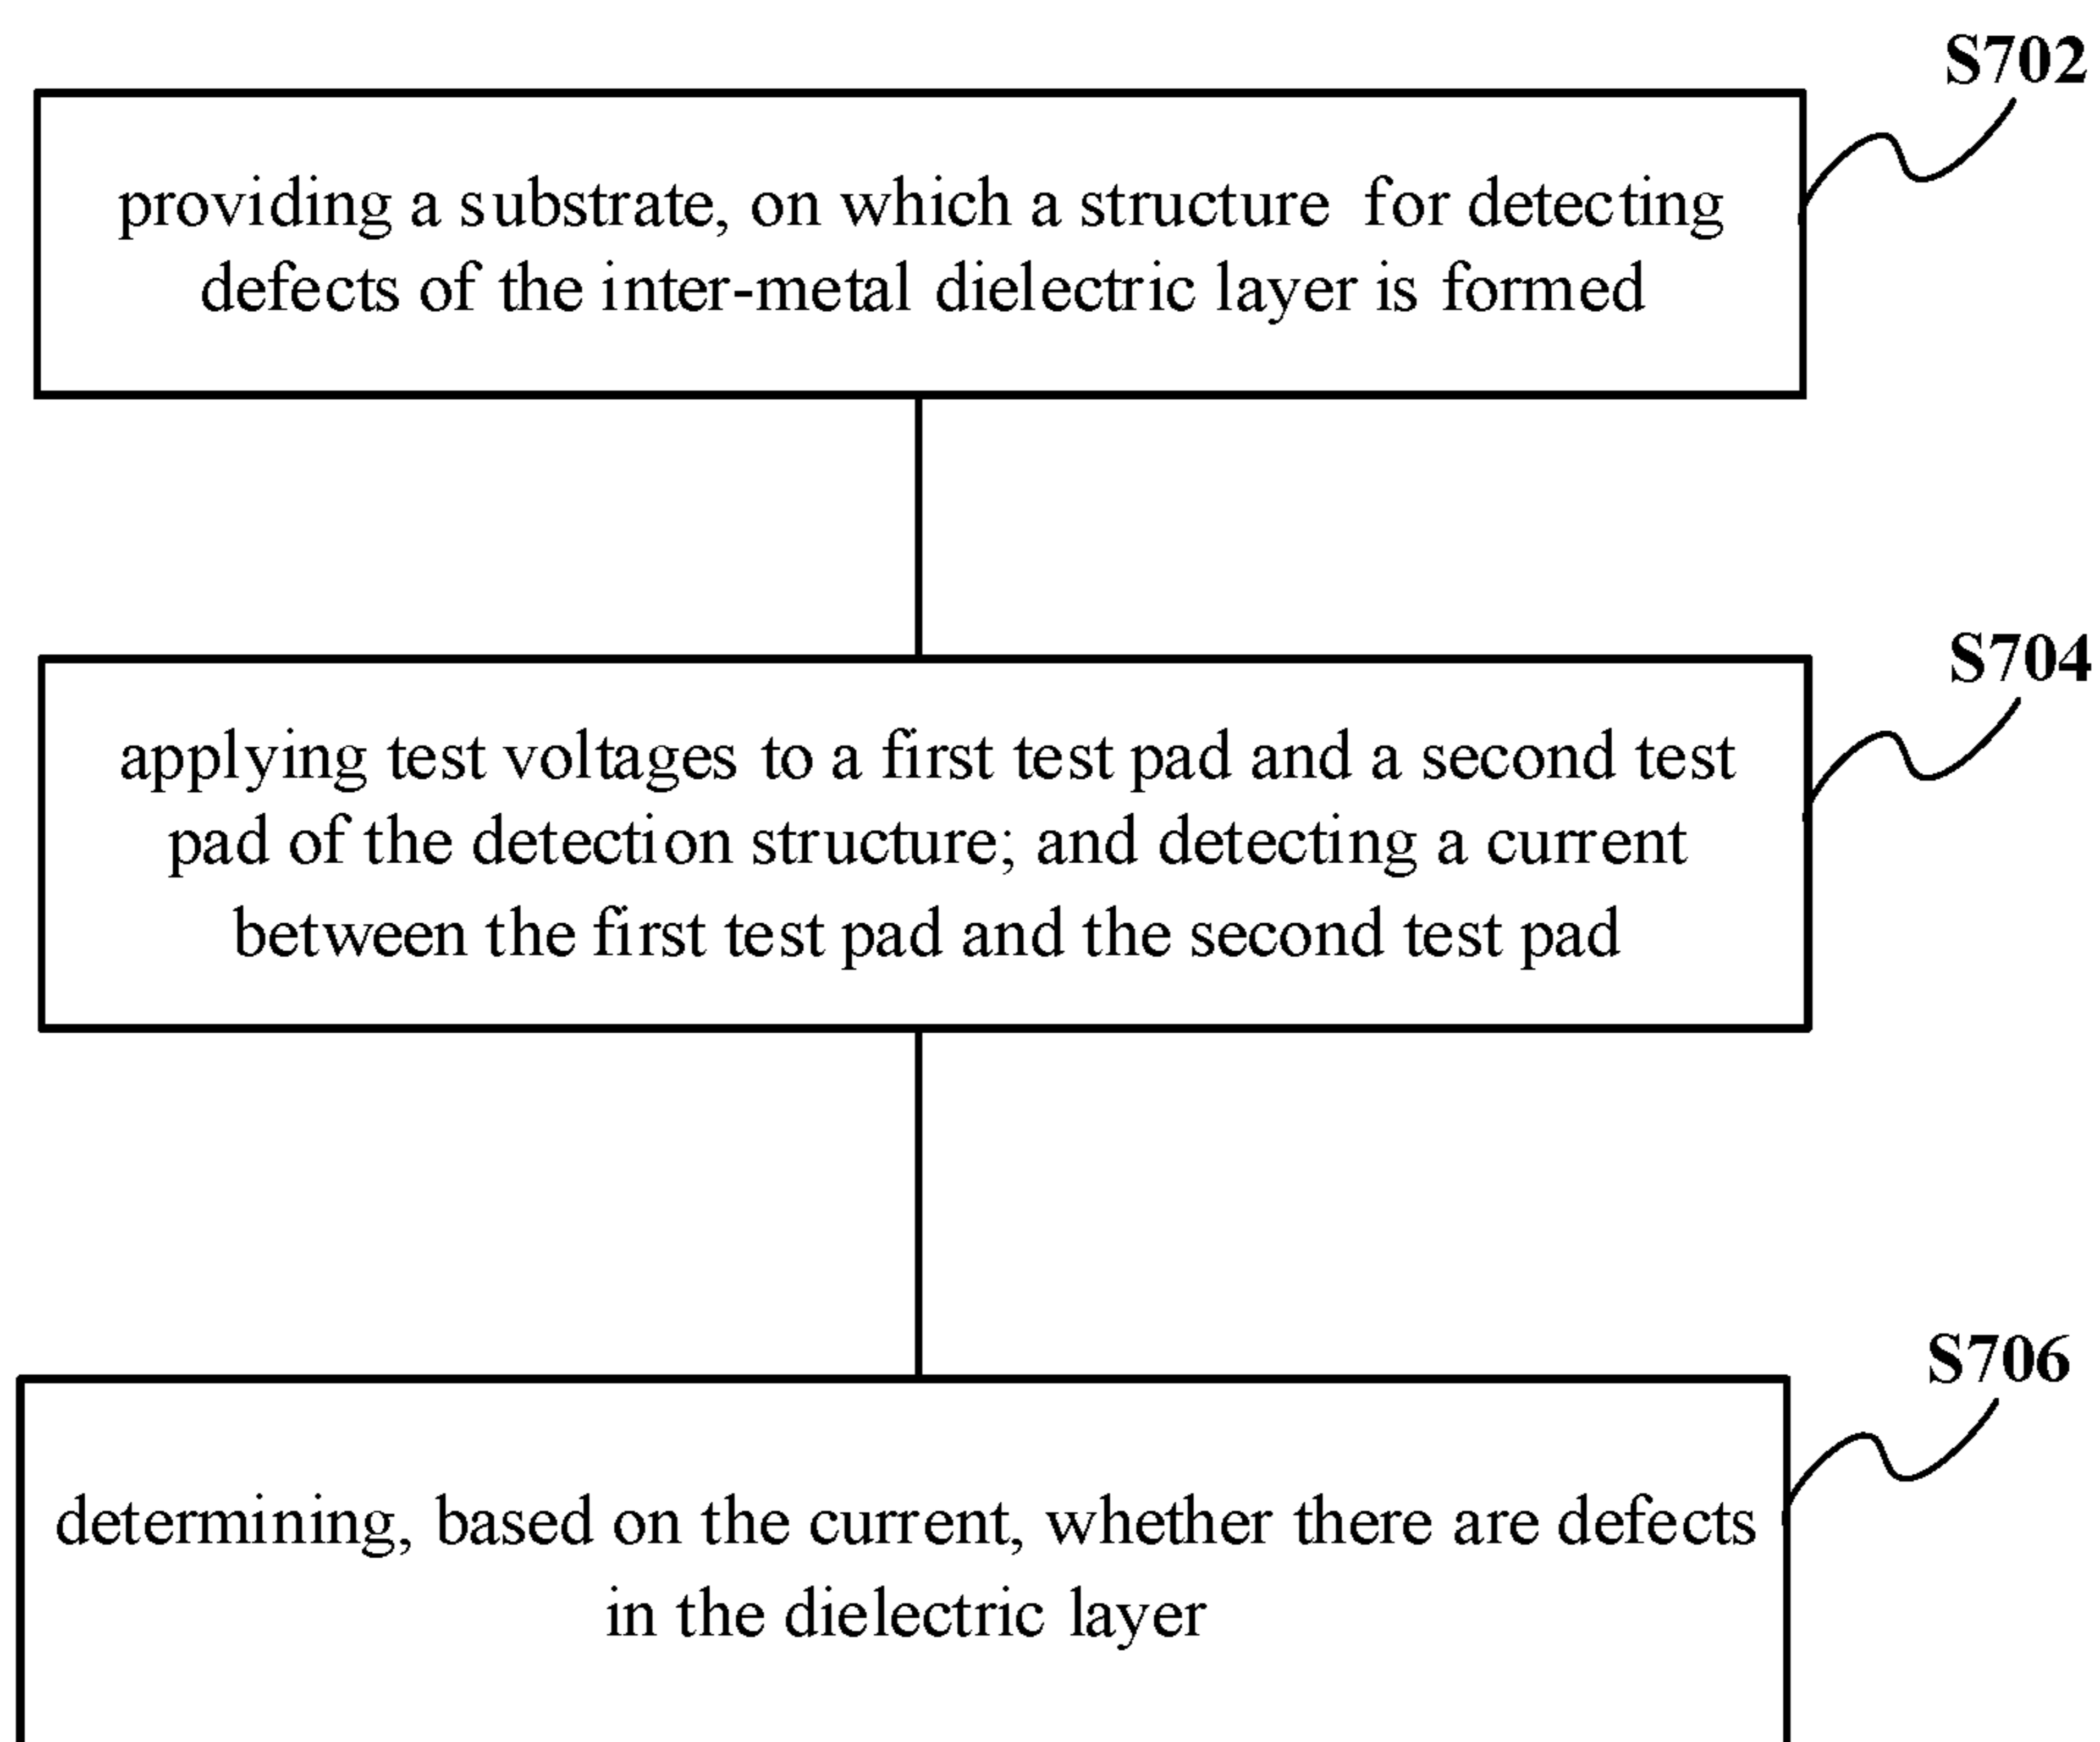 S702
providing a substrate, on which a structure for detecting
defects of the inter-metal dielectric layer is formed
S704
applying test voltages to a first test pad and a second test
pad of the detection structure; and detecting a current
between the first test pad and the second test pad
S706
determining, based on the current, whether there are defects
in the dielectric layer